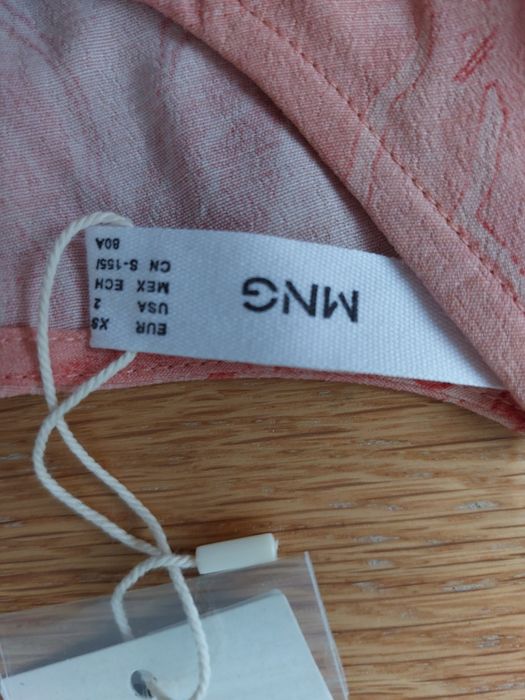 MNG
EUR XS
USA 2
MEX ECH
CN S-155/
80A